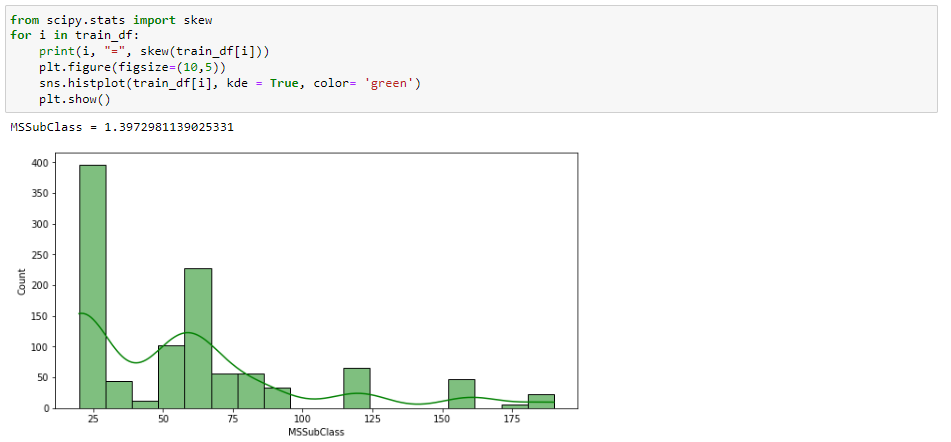 from scipy.stats import skew
for i in train_df:
    print(i, "=", skew(train_df[i]))
    plt.figure(figsize=(10,5))
    sns.histplot(train_df[i], kde = True, color= 'green')
    plt.show()
MSSubClass = 1.3972981139025331
400
350
300
250
200
150
100
50
0
Count
25 50 75 100 125 150 175
MSSubClass